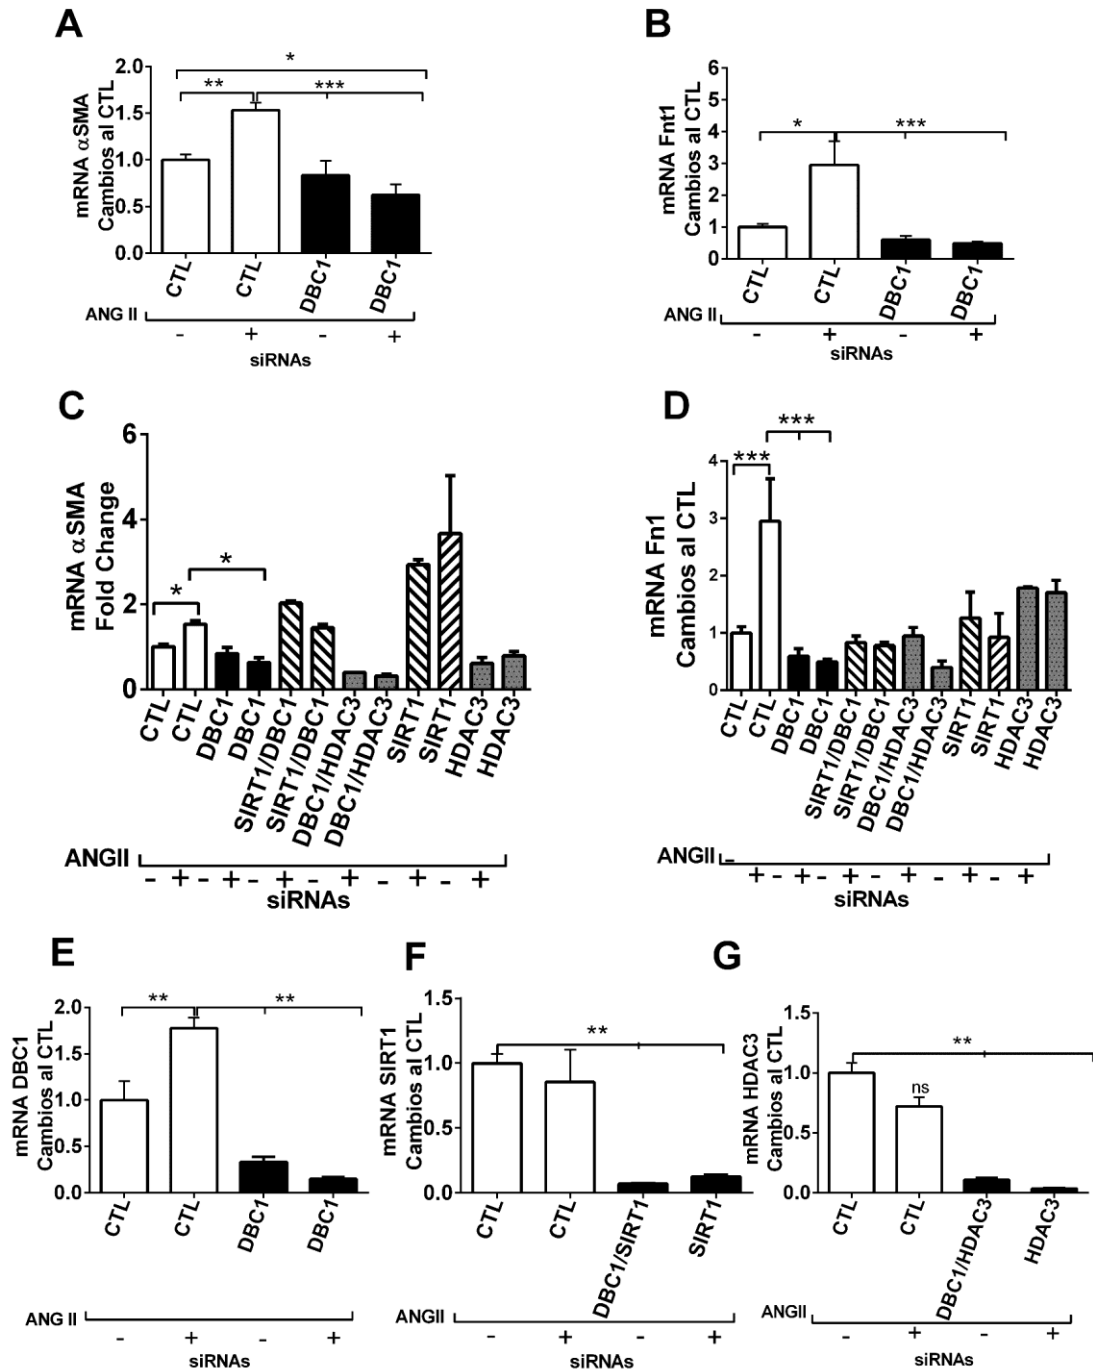 A
mRNA αSMA
Cambios al CTL
2.0
1.5
1.0
0.5
0.0
*
**
***
CTL
CTL
DBC1
DBC1
ANG II
- + - +
siRNAs
B
mRNA Fnt1
Cambios al CTL
6
5
4
3
2
1
0
*
***
CTL
CTL
DBC1
DBC1
ANG II
- + - +
siRNAs
C
mRNA αSMA
Fold Change
6
4
2
0
*
*
CTL
CTL
DBC1
DBC1
SIRT1/DBC1
SIRT1/DBC1
DBC1/HDAC3
DBC1/HDAC3
SIRT1
SIRT1
HDAC3
HDAC3
ANGII
- + - + - + - + - + - +
siRNAs
D
mRNA Fn1
Cambios al CTL
4
3
2
1
0
***
***
CTL
CTL
DBC1
DBC1
SIRT1/DBC1
SIRT1/DBC1
DBC1/HDAC3
DBC1/HDAC3
SIRT1
SIRT1
HDAC3
HDAC3
ANGII
- + - + - + - + - + - +
siRNAs
E
mRNA DBC1
Cambios al CTL
2.0
1.5
1.0
0.5
0.0
**
**
CTL
CTL
DBC1
DBC1
ANG II
- + - +
siRNAs
F
mRNA SIRT1
Cambios al CTL
1.5
1.0
0.5
0.0
**
CTL
CTL
DBC1/SIRT1
SIRT1
ANGII
- + - +
siRNAs
G
mRNA HDAC3
Cambios al CTL
1.5
1.0
0.5
0.0
**
ns
CTL
CTL
DBC1/HDAC3
HDAC3
ANGII
- + - +
siRNAs